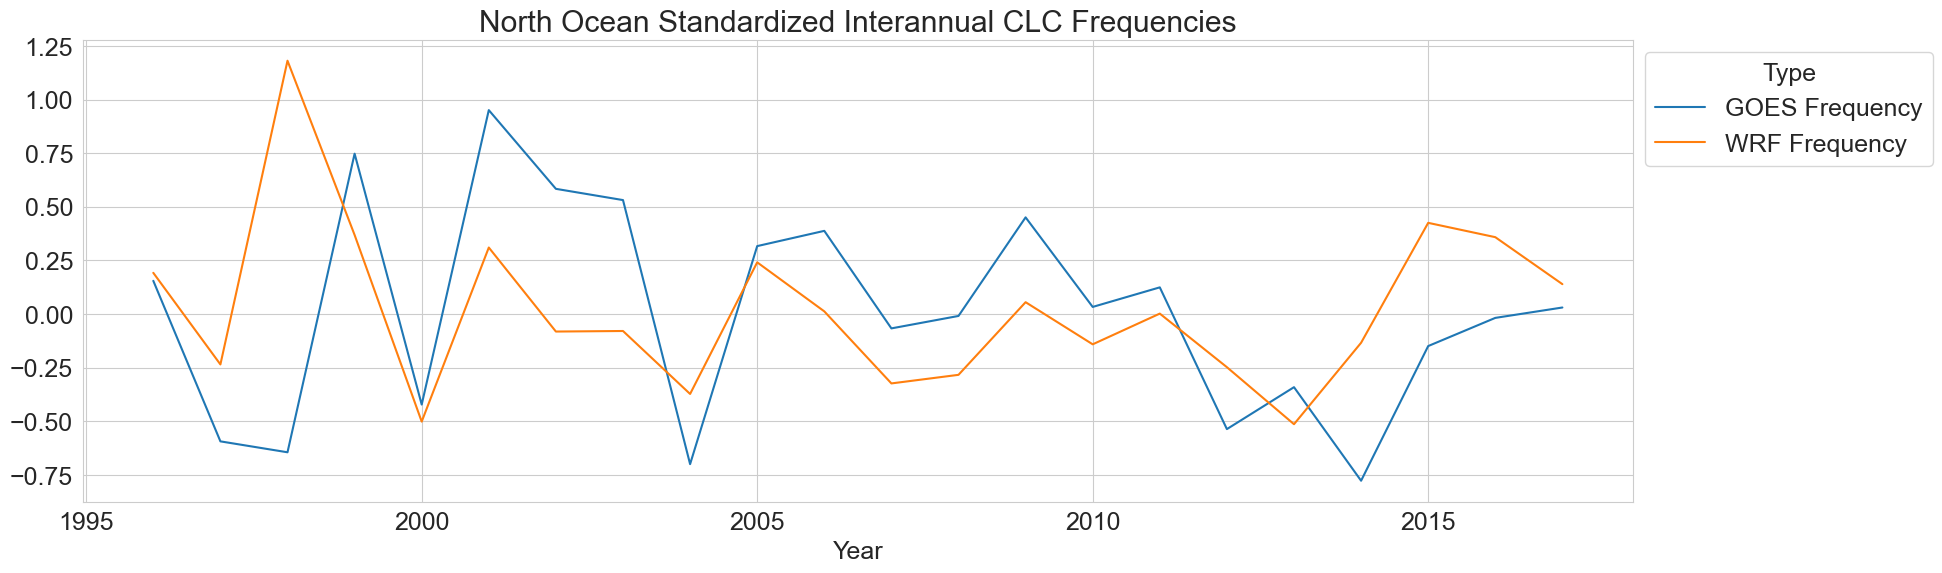 North Ocean Standardized Interannual CLC Frequencies
1.25
1.00
0.75
0.50
0.25
0.00
−0.25
−0.50
−0.75
1995 2000 2005 2010 2015
Year
Type
GOES Frequency
WRF Frequency